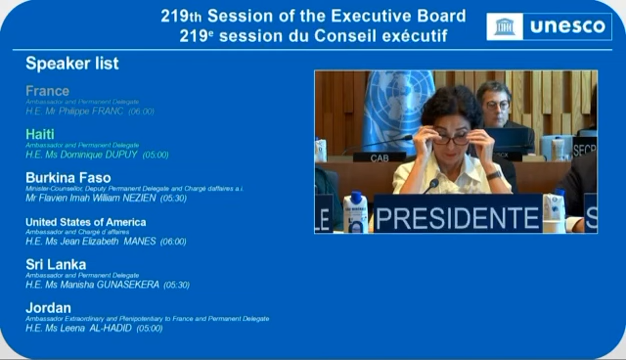 219th Session of the Executive Board
219e session du Conseil exécutif
unesco
Speaker list
France
Ambassador and Permanent Delegate
H.E. Mr Philippe FRANC (06:00)
Haiti
Ambassador and Permanent Delegate
H.E. Ms Dominique DUPUY (05:00)
Burkina Faso
Minister-Counsellor, Deputy Permanent Delegate and Chargé d'affaires a.i.
Mr Flavien Imah William NEZIEN (05:30)
United States of America
Ambassador and Chargé d'affaires
H.E. Ms Jean Elizabeth MANES (06:00)
Sri Lanka
Ambassador and Permanent Delegate
H.E. Ms Manisha GUNASEKERA (05:30)
Jordan
Ambassador Extraordinary and Plenipotentiary to France and Permanent Delegate
H.E. Ms Leena AL-HADID (05:00)
CAB
SECR
LE
PRESIDENTE
S